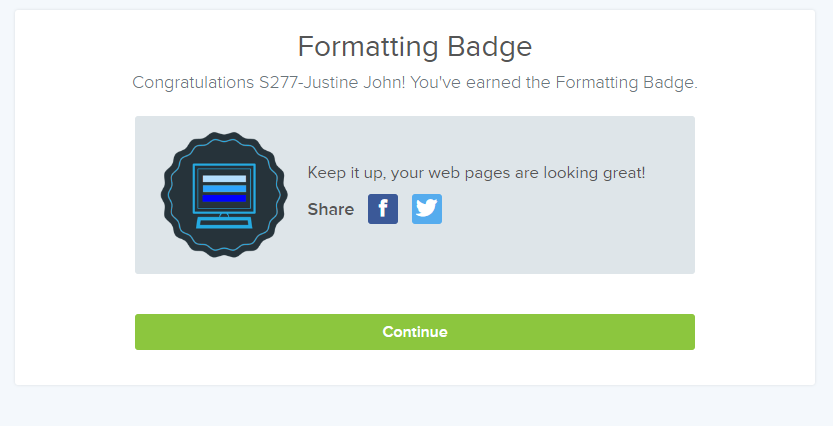 Formatting Badge
Congratulations S277-Justine John! You've earned the Formatting Badge.
Keep it up, your web pages are looking great!
Share
Continue